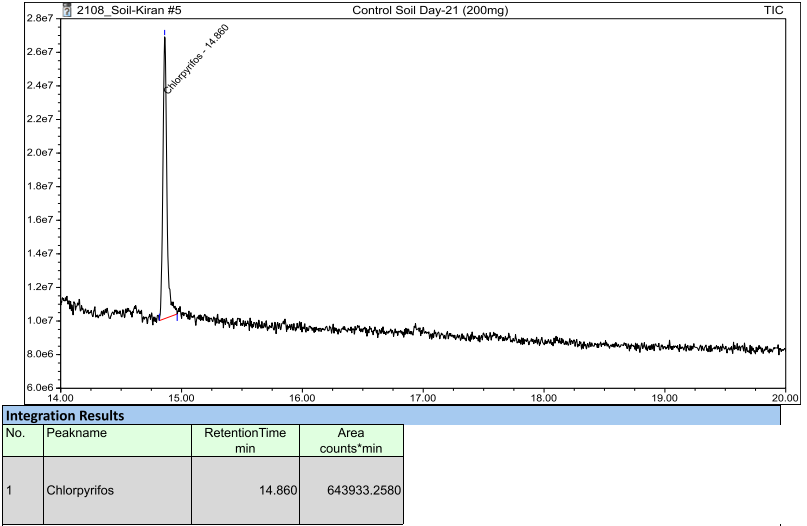 2108_Soil-Kiran #5 Control Soil Day-21 (200mg) TIC
2.8e7
2.6e7
2.4e7
2.2e7
2.0e7
1.8e7
1.6e7
1.4e7
1.2e7
1.0e7
8.0e6
6.0e6
Chlorpyrifos - 14.860
14.00 15.00 16.00 17.00 18.00 19.00 20.00
Integration Results
No. Peakname RetentionTime Area
min counts*min
1 Chlorpyrifos 14.860 643933.2580